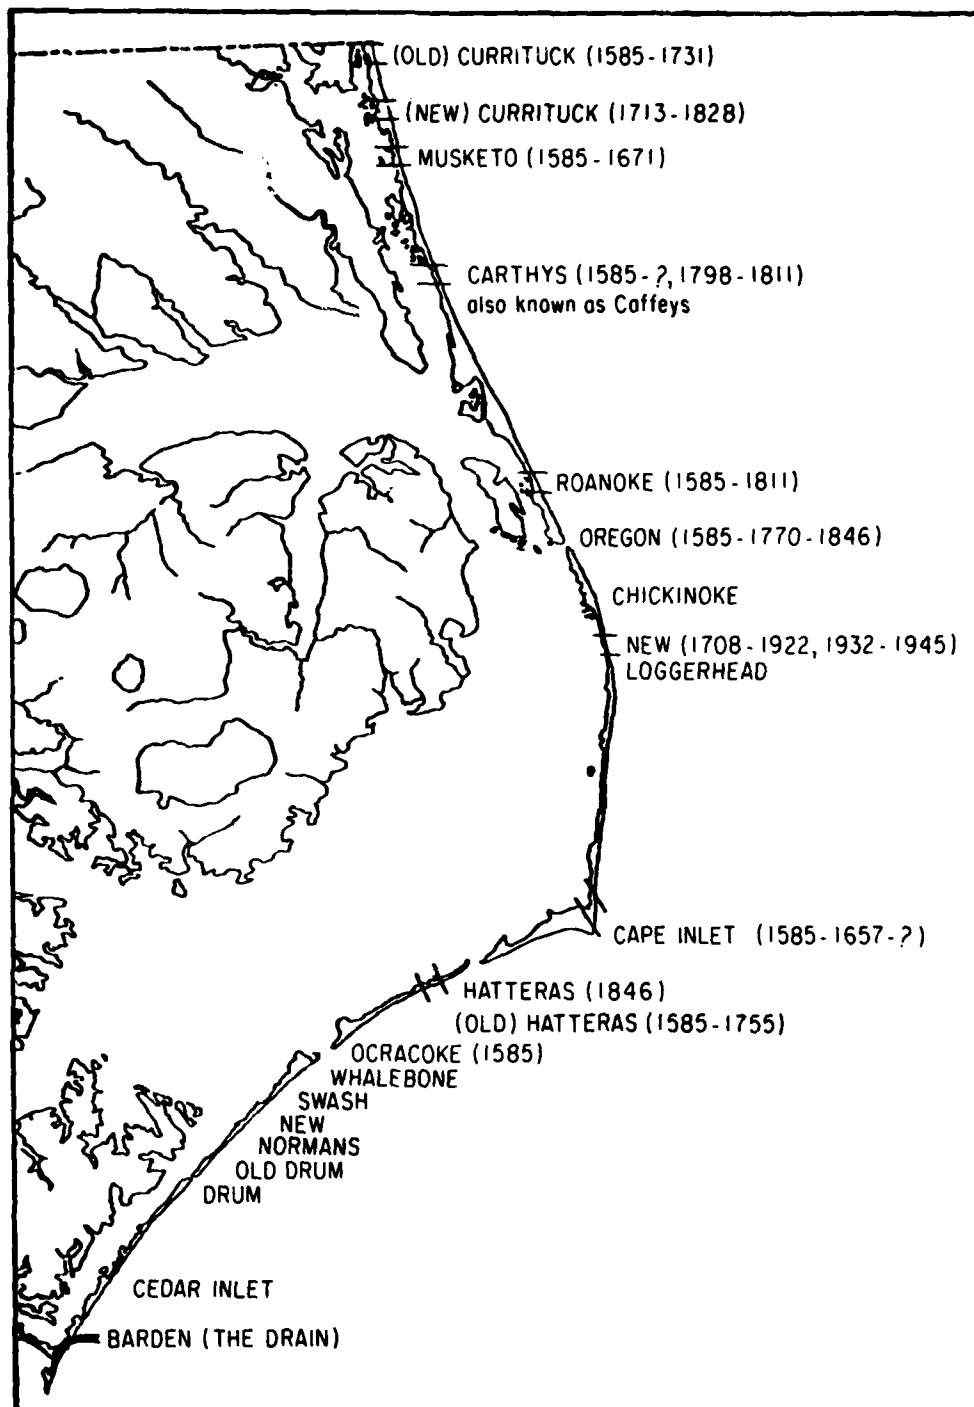 (OLD) CURRITUCK (1585-1731)
(NEW) CURRITUCK (1713-1828)
MUSKETO (1585-1671)
CARTHYS (1585-?, 1798-1811)
also known as Caffeys
ROANOKE (1585-1811)
OREGON (1585-1770-1846)
CHICKINOKE
NEW (1708-1922, 1932-1945)
LOGGERHEAD
CAPE INLET (1585-1657-?)
HATTERAS (1846)
(OLD) HATTERAS (1585-1755)
OCRACOKE (1585)
WHALEBONE
SWASH
NEW
NORMANS
OLD DRUM
DRUM
CEDAR INLET
BARDEN (THE DRAIN)